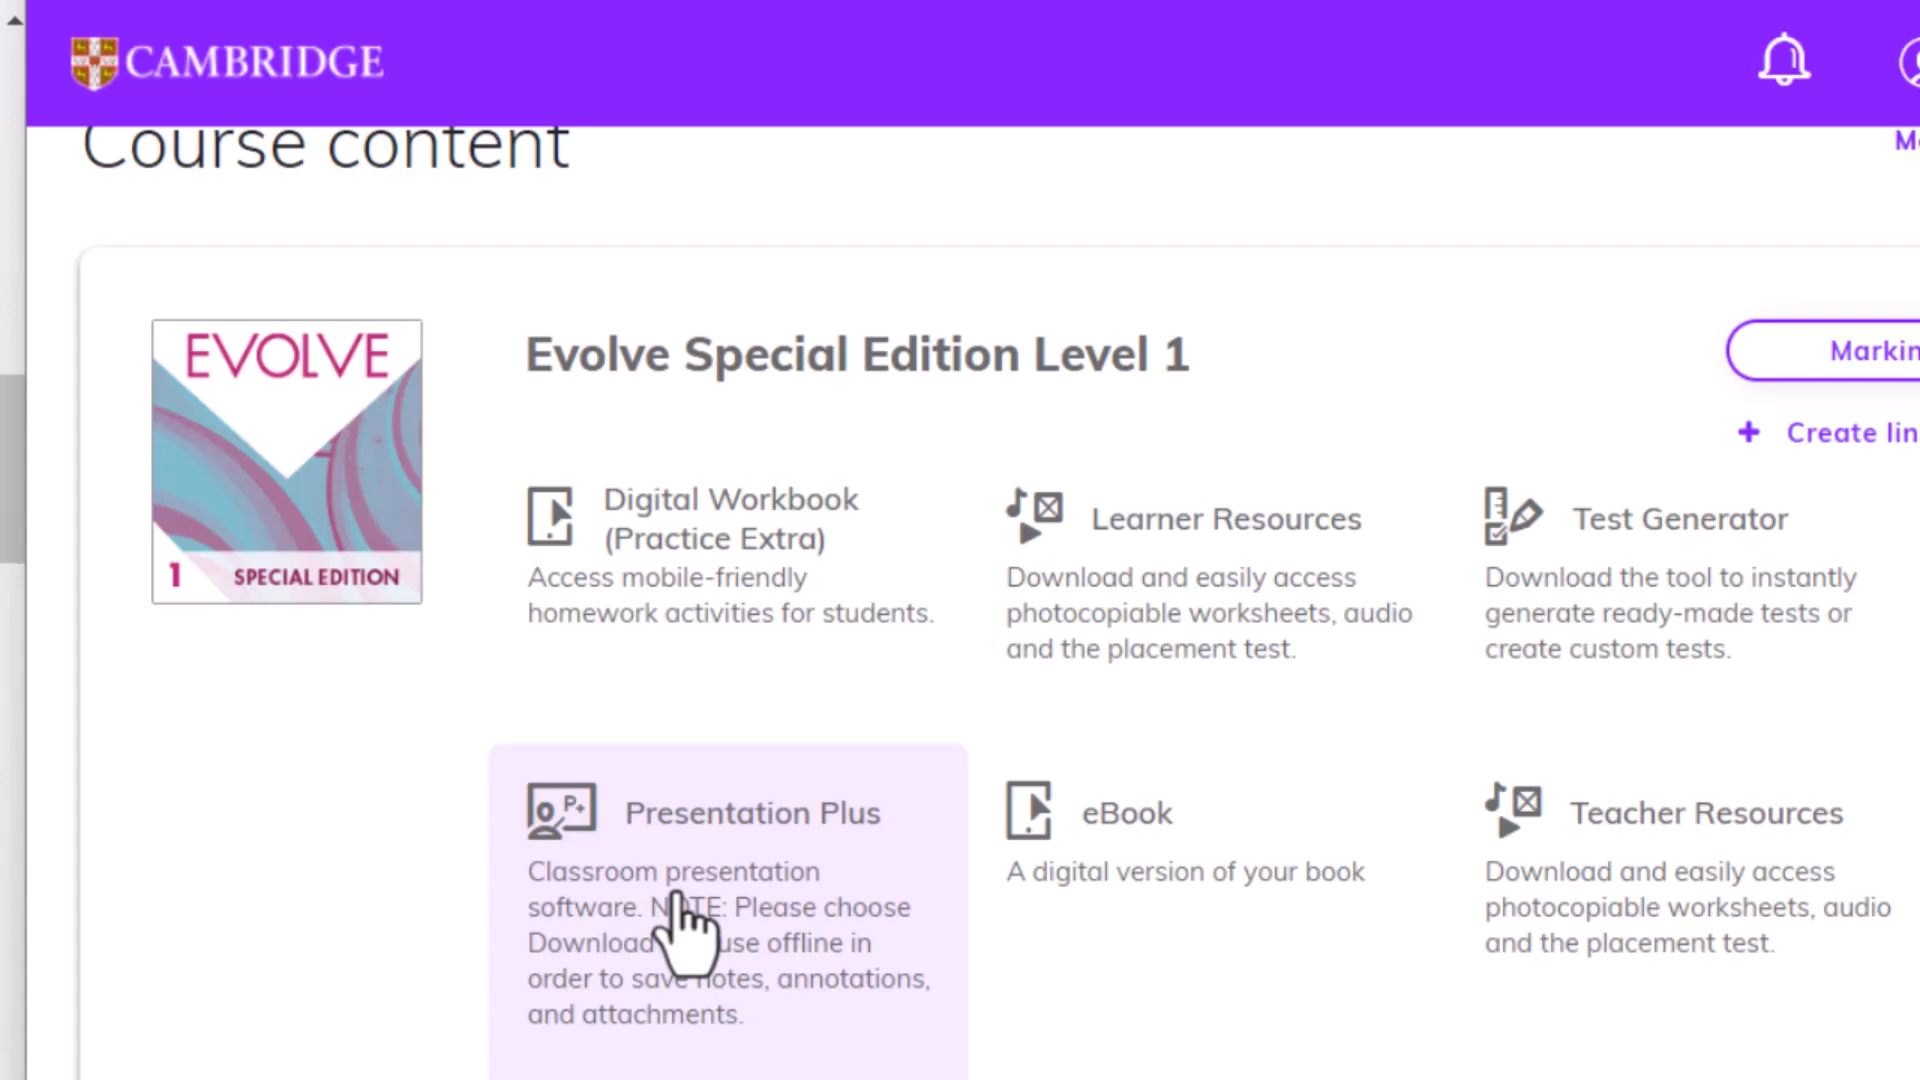 CAMBRIDGE
Course content
EVOLVE
1 SPECIAL EDITION
Evolve Special Edition Level 1
Create
Digital Workbook
(Practice Extra)
Access mobile-friendly
homework activities for students.
Learner Resources
Download and easily access
photocopiable worksheets, audio
and the placement test.
Test Generator
Download the tool to instantly
generate ready-made tests or
create custom tests.
P+
Presentation Plus
Classroom presentation
software. NOTE: Please choose
Download use offline in
order to save notes, annotations,
and attachments.
eBook
A digital version of your book
Teacher Resources
Download and easily access
photocopiable worksheets, audio
and the placement test.